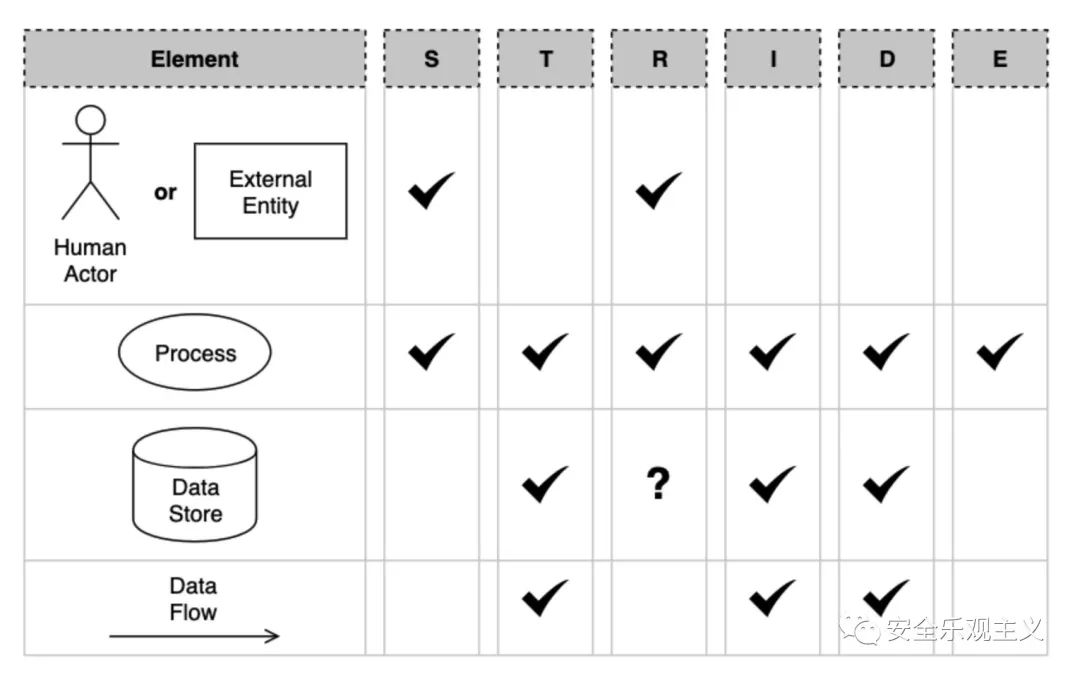 Element S T R I D E
or
External
Entity
Human
Actor
✔ ✔
Process ✔ ✔ ✔ ✔ ✔ ✔
Data
Store
✔ ? ✔ ✔
Data
Flow
✔ ✔ ✔
安全乐观主义